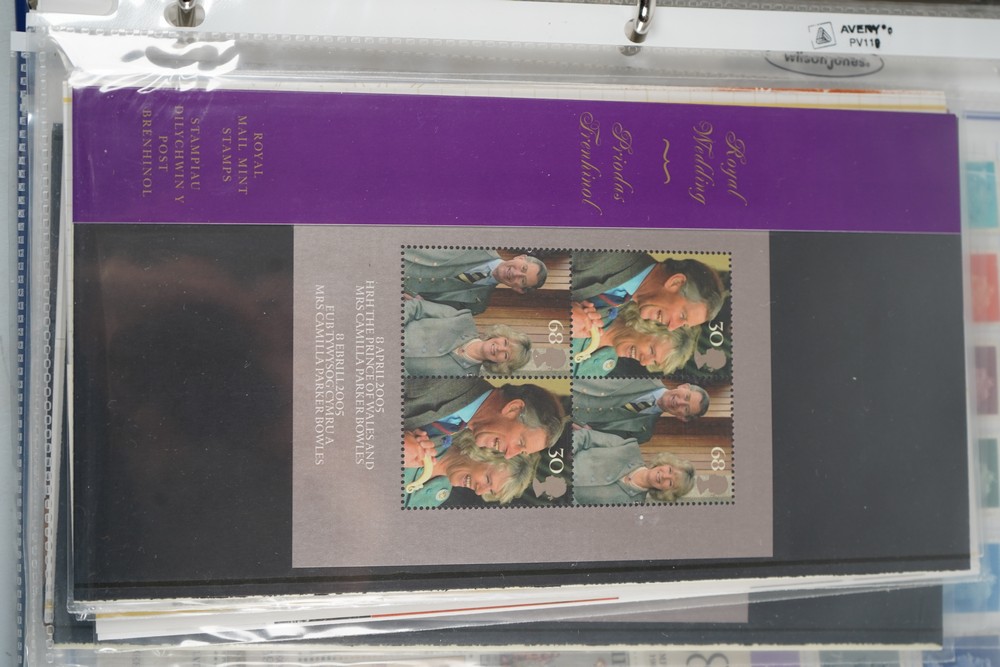 AVERY®
wilson jones®
Royal
Wedding
Priodas
Frenhinol
ROYAL
MAIL MINT
STAMPS
STAMPIAU
DILYCHWIN Y
POST
BRENHINOL
30
68
68
30
8 APRIL 2005
HRH THE PRINCE OF WALES AND
MRS CAMILLA PARKER BOWLES
8 EBRILL 2005
EUB TYWYSOG CYMRU A
MRS CAMILLA PARKER BOWLES